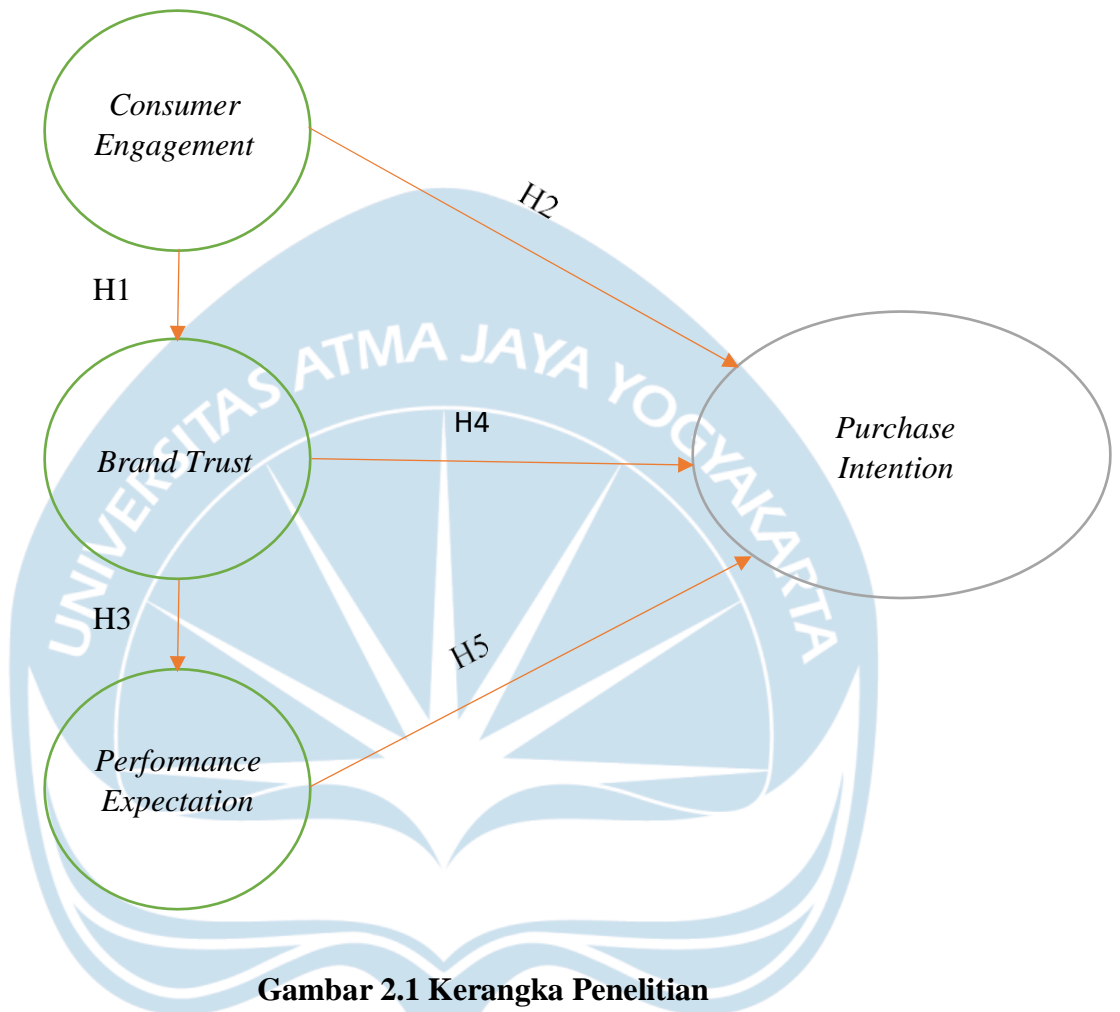 Consumer
Engagement
H2
H1
UNIVERSITAS ATMA JAYA YOGYAKARTA
H4
Brand Trust
Purchase
Intention
H3
H5
Performance
Expectation
Gambar 2.1 Kerangka Penelitian